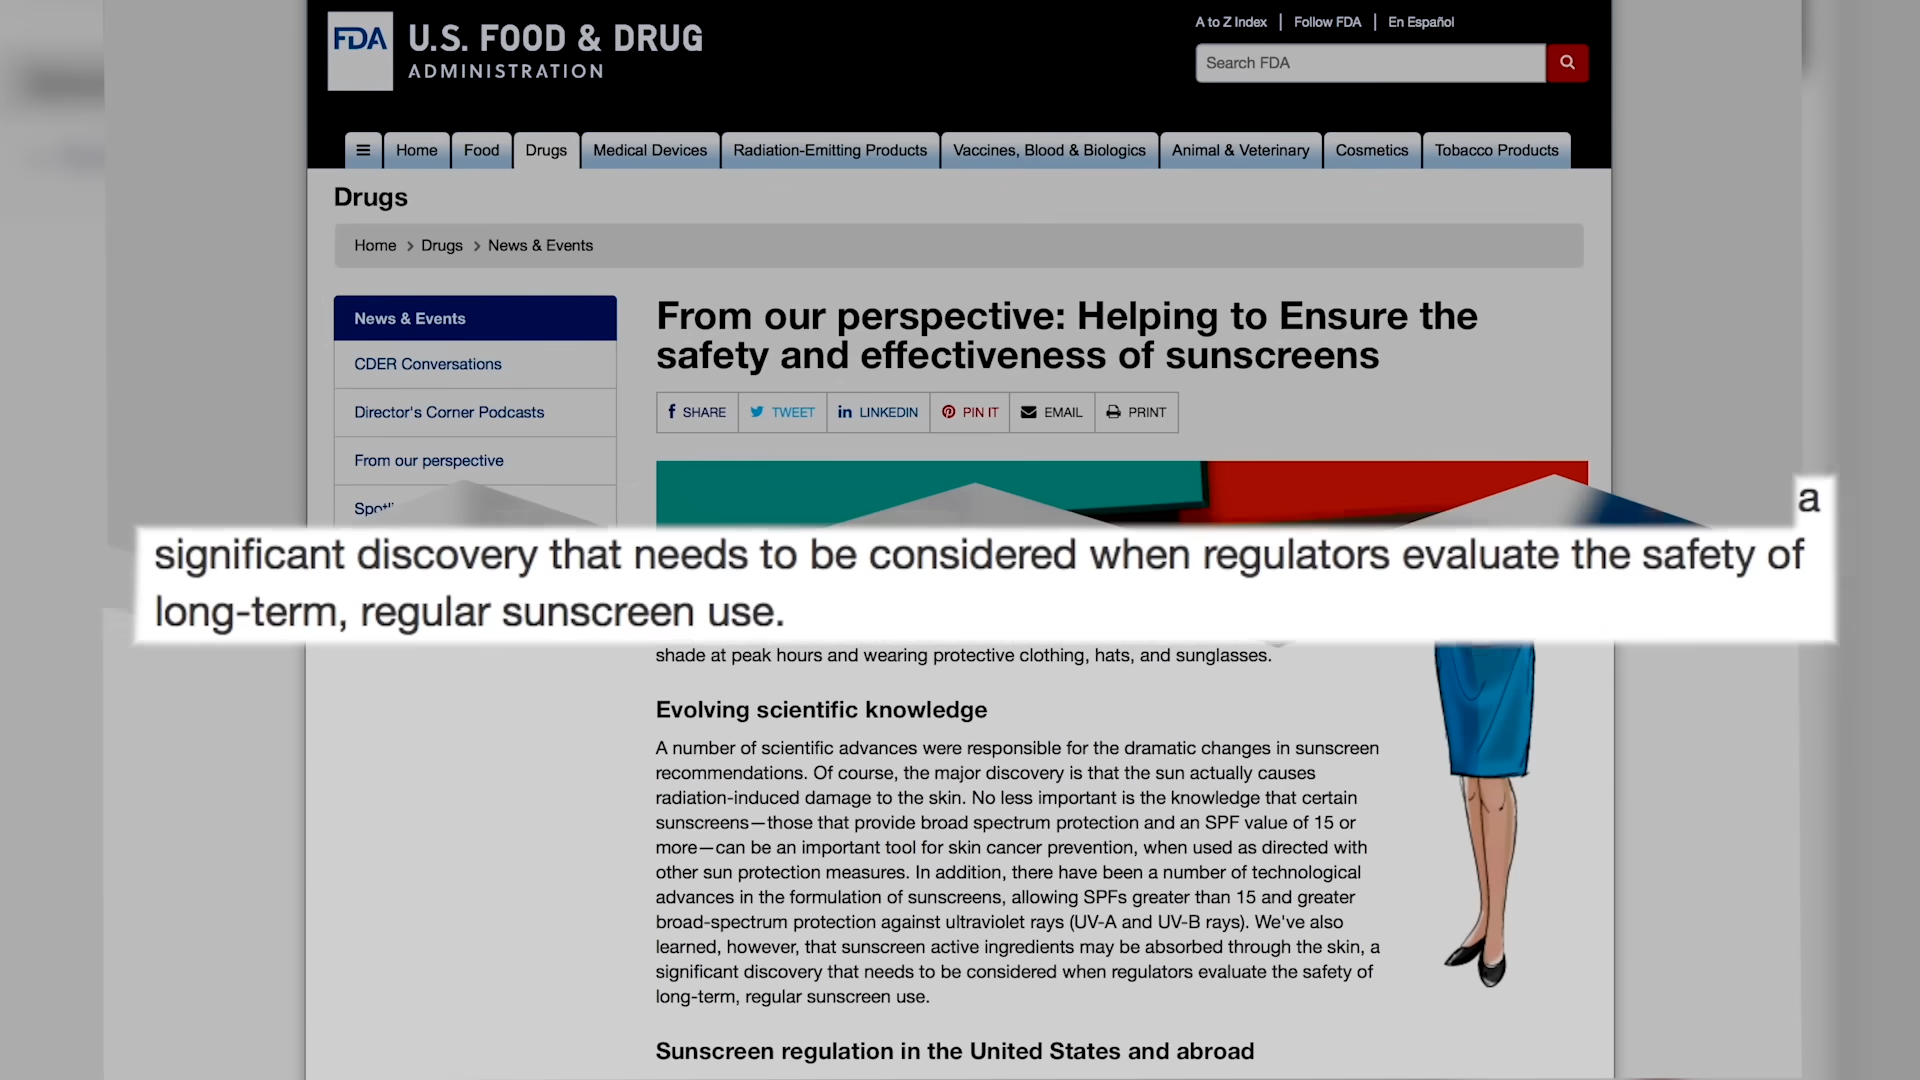 FDA U.S. FOOD & DRUG
ADMINISTRATION
A to Z Index | Follow FDA | En Español
Search FDA
☰ Home Food Drugs Medical Devices Radiation-Emitting Products Vaccines, Blood & Biologics Animal & Veterinary Cosmetics Tobacco Products
Drugs
Home > Drugs > News & Events
News & Events
CDER Conversations
Director's Corner Podcasts
From our perspective
From our perspective: Helping to Ensure the
safety and effectiveness of sunscreens
f SHARE TWEET in LINKEDIN PIN IT EMAIL PRINT
a
significant discovery that needs to be considered when regulators evaluate the safety of
long-term, regular sunscreen use.
shade at peak hours and wearing protective clothing, hats, and sunglasses.
Evolving scientific knowledge
A number of scientific advances were responsible for the dramatic changes in sunscreen
recommendations. Of course, the major discovery is that the sun actually causes
radiation-induced damage to the skin. No less important is the knowledge that certain
sunscreens—those that provide broad spectrum protection and an SPF value of 15 or
more—can be an important tool for skin cancer prevention, when used as directed with
other sun protection measures. In addition, there have been a number of technological
advances in the formulation of sunscreens, allowing SPFs greater than 15 and greater
broad-spectrum protection against ultraviolet rays (UV-A and UV-B rays). We've also
learned, however, that sunscreen active ingredients may be absorbed through the skin, a
significant discovery that needs to be considered when regulators evaluate the safety of
long-term, regular sunscreen use.
Sunscreen regulation in the United States and abroad